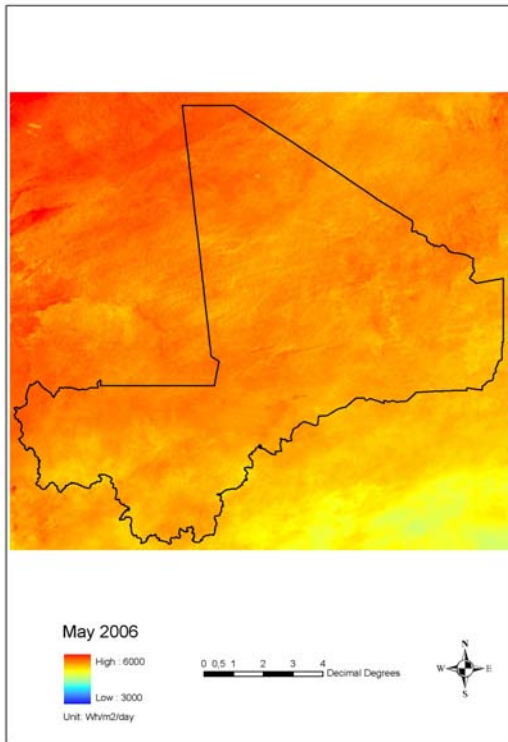 May 2006
High : 6000
Low : 3000
Unit: Wh/m2/day
0 0,5 1 2 3 4
Decimal Degrees
N
W E
S